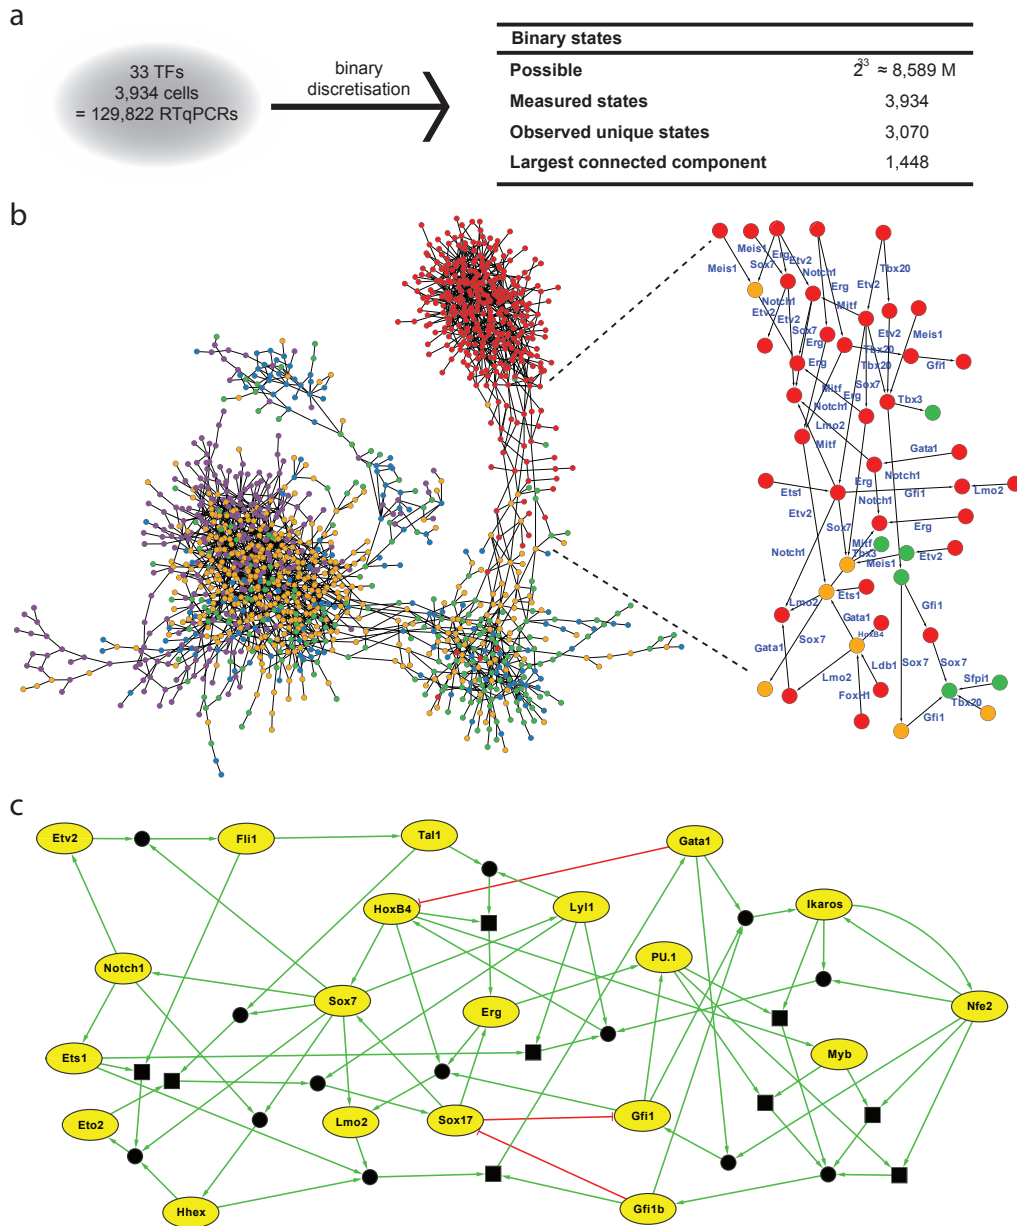 a
33 TFs
3,934 cells
= 129,822 RTqPCRs
binary
discretisation
Binary states
Possible 2^33 ≈ 8,589 M
Measured states 3,934
Observed unique states 3,070
Largest connected component 1,448
b
Meis1
Erg
Tbx20
Sox7
Etv2
Meis1
Notch1
Etv2
Erg
Notch1
Mitf
Etv2
Etv2
Sox7
Etv2
Meis1
Erg
Tbx20
Erg
Tbx20
Gfi1
Mitf
Sox7
Erg
Tbx3
Notch1
Lmo2
Mitf
Gata1
Notch1
Erg
Ets1
Gfi1
Lmo2
Notch1
Etv2
Sox7
Erg
Mitf
Notch1
Tbx3
Etv2
Meis1
Ets1
Lmo2
Gfi1
Gata1
HoxB4
Gata1
Sox7
Ldb1
Sox7
Sox7
Lmo2
Sfpi1
FoxH1
Tbx20
Gfi1
c
Etv2
Fli1
Tal1
Gata1
HoxB4
Lyl1
Ikaros
Notch1
PU.1
Sox7
Erg
Nfe2
Ets1
Myb
Eto2
Lmo2
Sox17
Gfi1
Hhex
Gfi1b